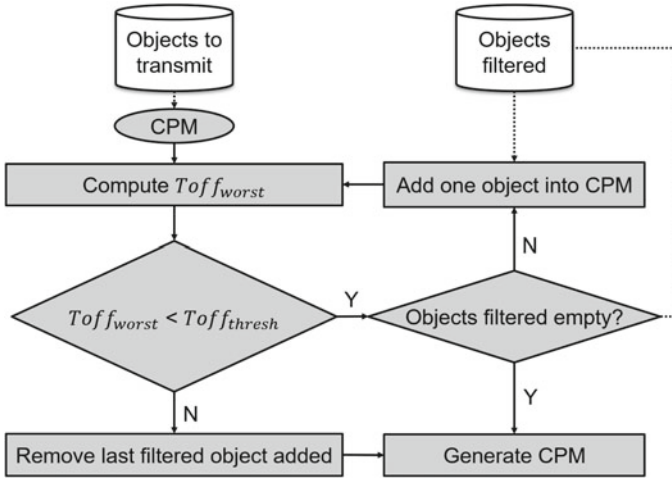 Objects to
transmit
Objects
filtered
CPM
Compute Toff_worst
Add one object into CPM
N
Toff_worst < Toff_thresh
Y
Objects filtered empty?
N
Y
Remove last filtered object added
Generate CPM